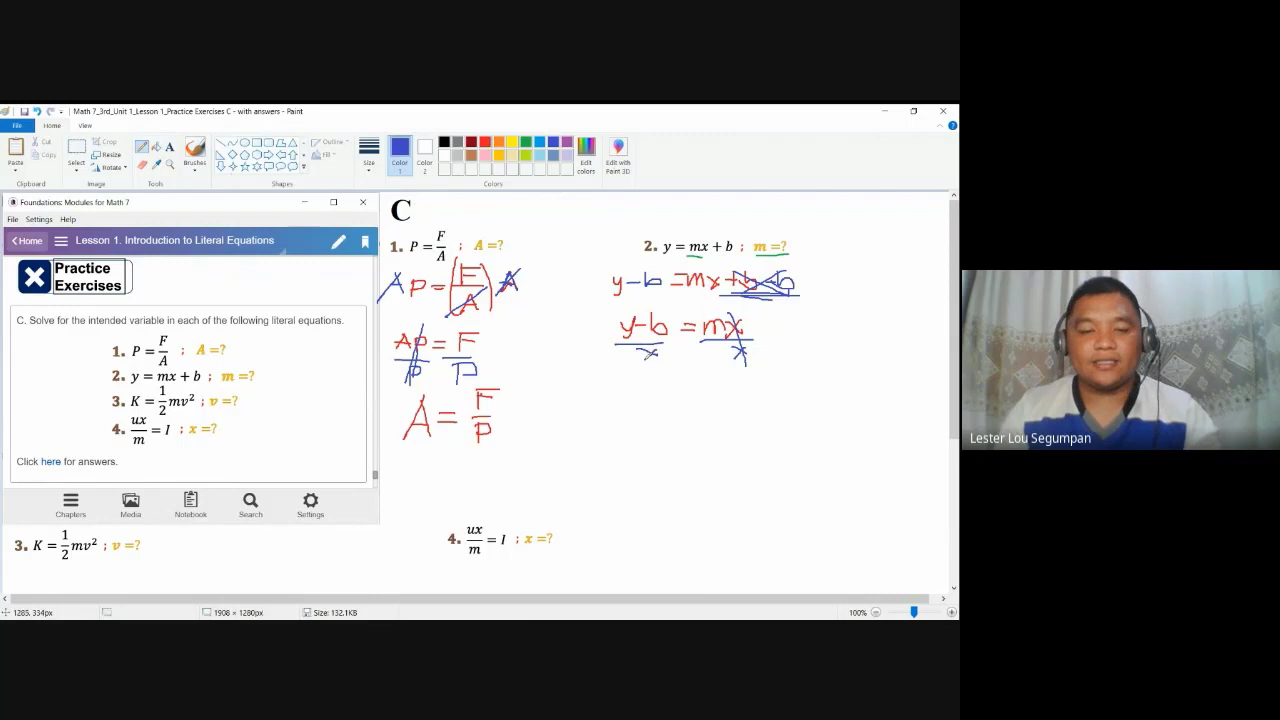 Math 7_3rd_Unit 1_Lesson 1_Practice Exercises C - with answers - Paint
File Home View
Paste
Cut
Copy
Clipboard
Select
Crop
Resize
Rotate
Image
A
Tools
Brushes
Outline
Fill
Shapes
Size
Color 1
Color 2
Edit colors
Colors
Edit with Paint 3D
Foundations: Modules for Math 7
File Settings Help
Home Lesson 1. Introduction to Literal Equations
Practice Exercises
C. Solve for the intended variable in each of the following literal equations.
1. P = F/A ; A = ?
2. y = mx + b ; m = ?
3. K = 1/2 mv² ; v = ?
4. ux/m = I ; x = ?
Click here for answers.
Chapters Media Notebook Search Settings
C
1. P = F/A ; A = ?
A P = (F/A) A
AP/P = F/P
A = F/P
2. y = mx + b ; m = ?
y - b = mx + b - b
y-b/x = mx/x
3. K = 1/2 mv² ; v = ?
4. ux/m = I ; x = ?
1285, 334px
1908 × 1280px
Size: 132.1KB
100%
Lester Lou Segumpan